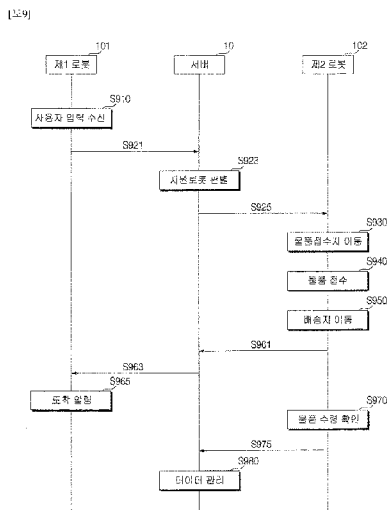 [도9]
101
10
102
제1 로봇
서버
제2 로봇
S910
사용자 입력 수신
S921
S923
지원로봇 판별
S925
S930
물품접수지 이동
S940
물품 접수
S950
배송지 이동
S961
S963
S965
도착 알림
S970
물품 수령 확인
S975
S980
데이터 관리